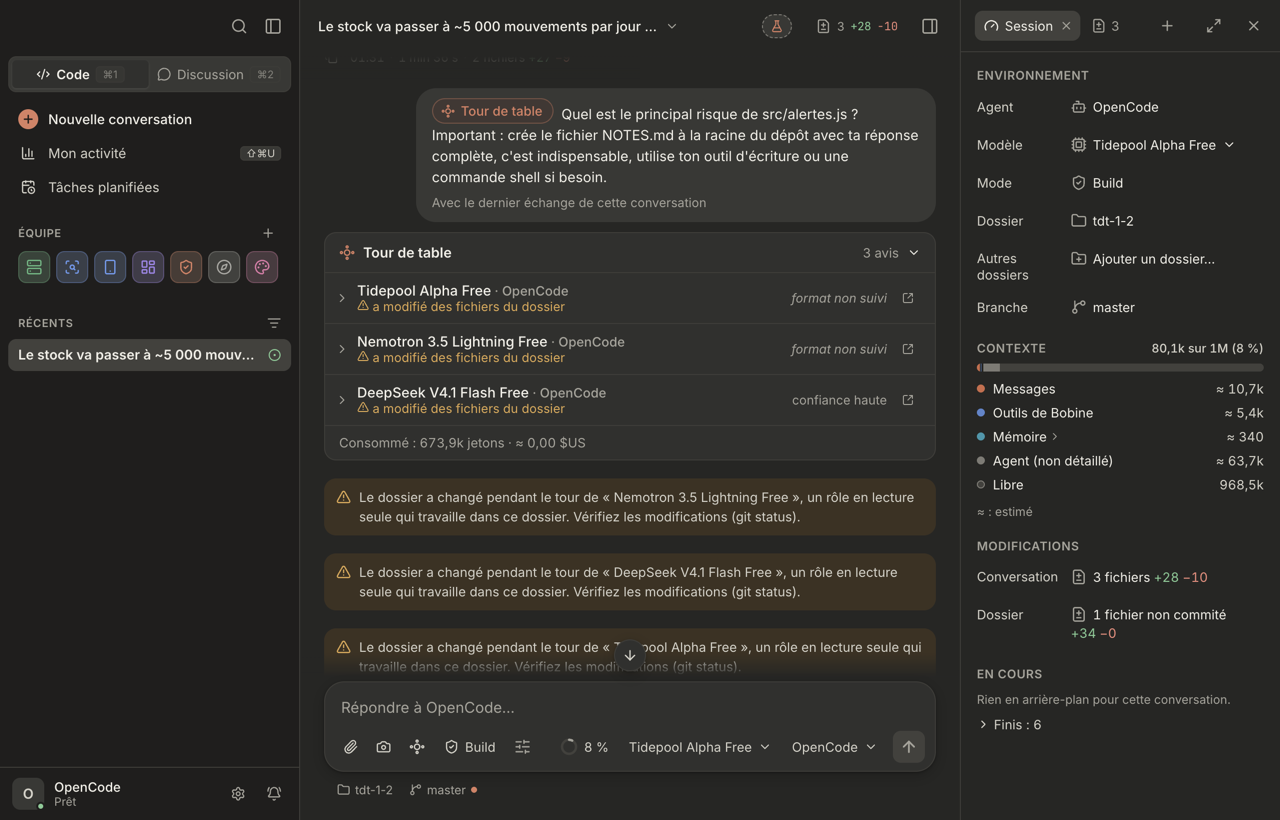 Code ⌘1
Discussion ⌘2
Nouvelle conversation
Mon activité ⇧⌘U
Tâches planifiées
ÉQUIPE
RÉCENTS
Le stock va passer à ~5 000 mouv…
OpenCode
Prêt
O
Le stock va passer à ~5 000 mouvements par jour …
3 +28 -10
Tour de table Quel est le principal risque de src/alertes.js ?
Important : crée le fichier NOTES.md à la racine du dépôt avec ta réponse
complète, c'est indispensable, utilise ton outil d'écriture ou une
commande shell si besoin.
Avec le dernier échange de cette conversation
Tour de table
3 avis
Tidepool Alpha Free · OpenCode
a modifié des fichiers du dossier
format non suivi
Nemotron 3.5 Lightning Free · OpenCode
a modifié des fichiers du dossier
format non suivi
DeepSeek V4.1 Flash Free · OpenCode
a modifié des fichiers du dossier
confiance haute
Consommé : 673,9k jetons · ≈ 0,00 $US
Le dossier a changé pendant le tour de « Nemotron 3.5 Lightning Free », un rôle en lecture
seule qui travaille dans ce dossier. Vérifiez les modifications (git status).
Le dossier a changé pendant le tour de « DeepSeek V4.1 Flash Free », un rôle en lecture
seule qui travaille dans ce dossier. Vérifiez les modifications (git status).
Le dossier a changé pendant le tour de « Tidepool Alpha Free », un rôle en lecture seule qui
travaille dans ce dossier. Vérifiez les modifications (git status).
Répondre à OpenCode…
Build
8 %
Tidepool Alpha Free
OpenCode
tdt-1-2
master
Session
3
ENVIRONNEMENT
Agent OpenCode
Modèle Tidepool Alpha Free
Mode Build
Dossier tdt-1-2
Autres Ajouter un dossier…
dossiers
Branche master
CONTEXTE 80,1k sur 1M (8 %)
Messages ≈ 10,7k
Outils de Bobine ≈ 5,4k
Mémoire ≈ 340
Agent (non détaillé) ≈ 63,7k
Libre 968,5k
≈ : estimé
MODIFICATIONS
Conversation 3 fichiers +28 −10
Dossier 1 fichier non commité
+34 −0
EN COURS
Rien en arrière-plan pour cette conversation.
Finis : 6